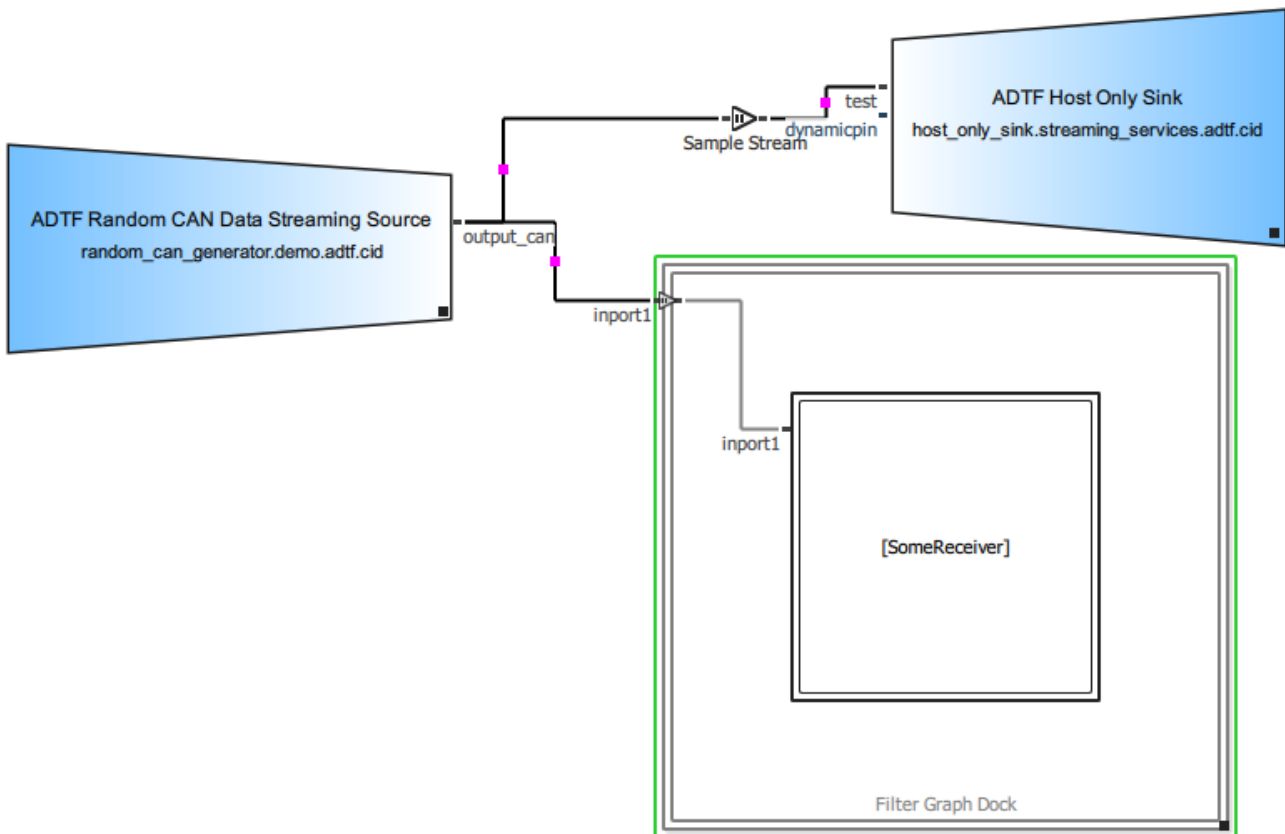 ADTF Random CAN Data Streaming Source
random_can_generator.demo.adtf.cid
output_can
Sample Stream
test
dynamicpin
ADTF Host Only Sink
host_only_sink.streaming_services.adtf.cid
inport1
inport1
[SomeReceiver]
Filter Graph Dock